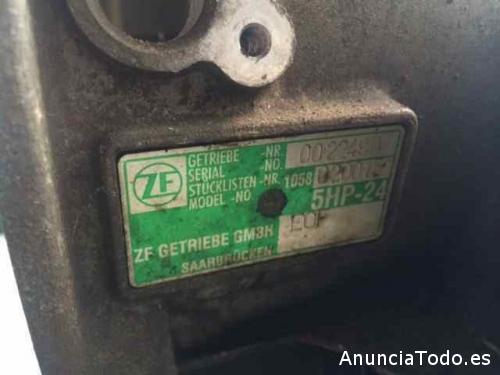 ZF
GETRIEBE -NR.
SERIAL -NO.
STÜCKLISTEN-NR. 1058
MODEL -NO
5HP-24
ZF GETRIEBE GMBH
SAARBRÜCKEN
AnunciaTodo.es